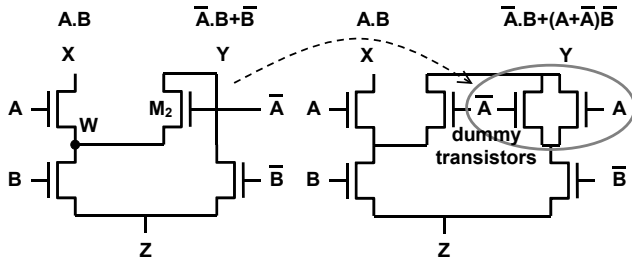 A.B A̅.B+B̅ A.B A̅.B+(A+A̅)B̅
X Y X Y
A W M₂ A̅ A A̅ A
dummy
transistors
B B̅ B B̅
Z Z